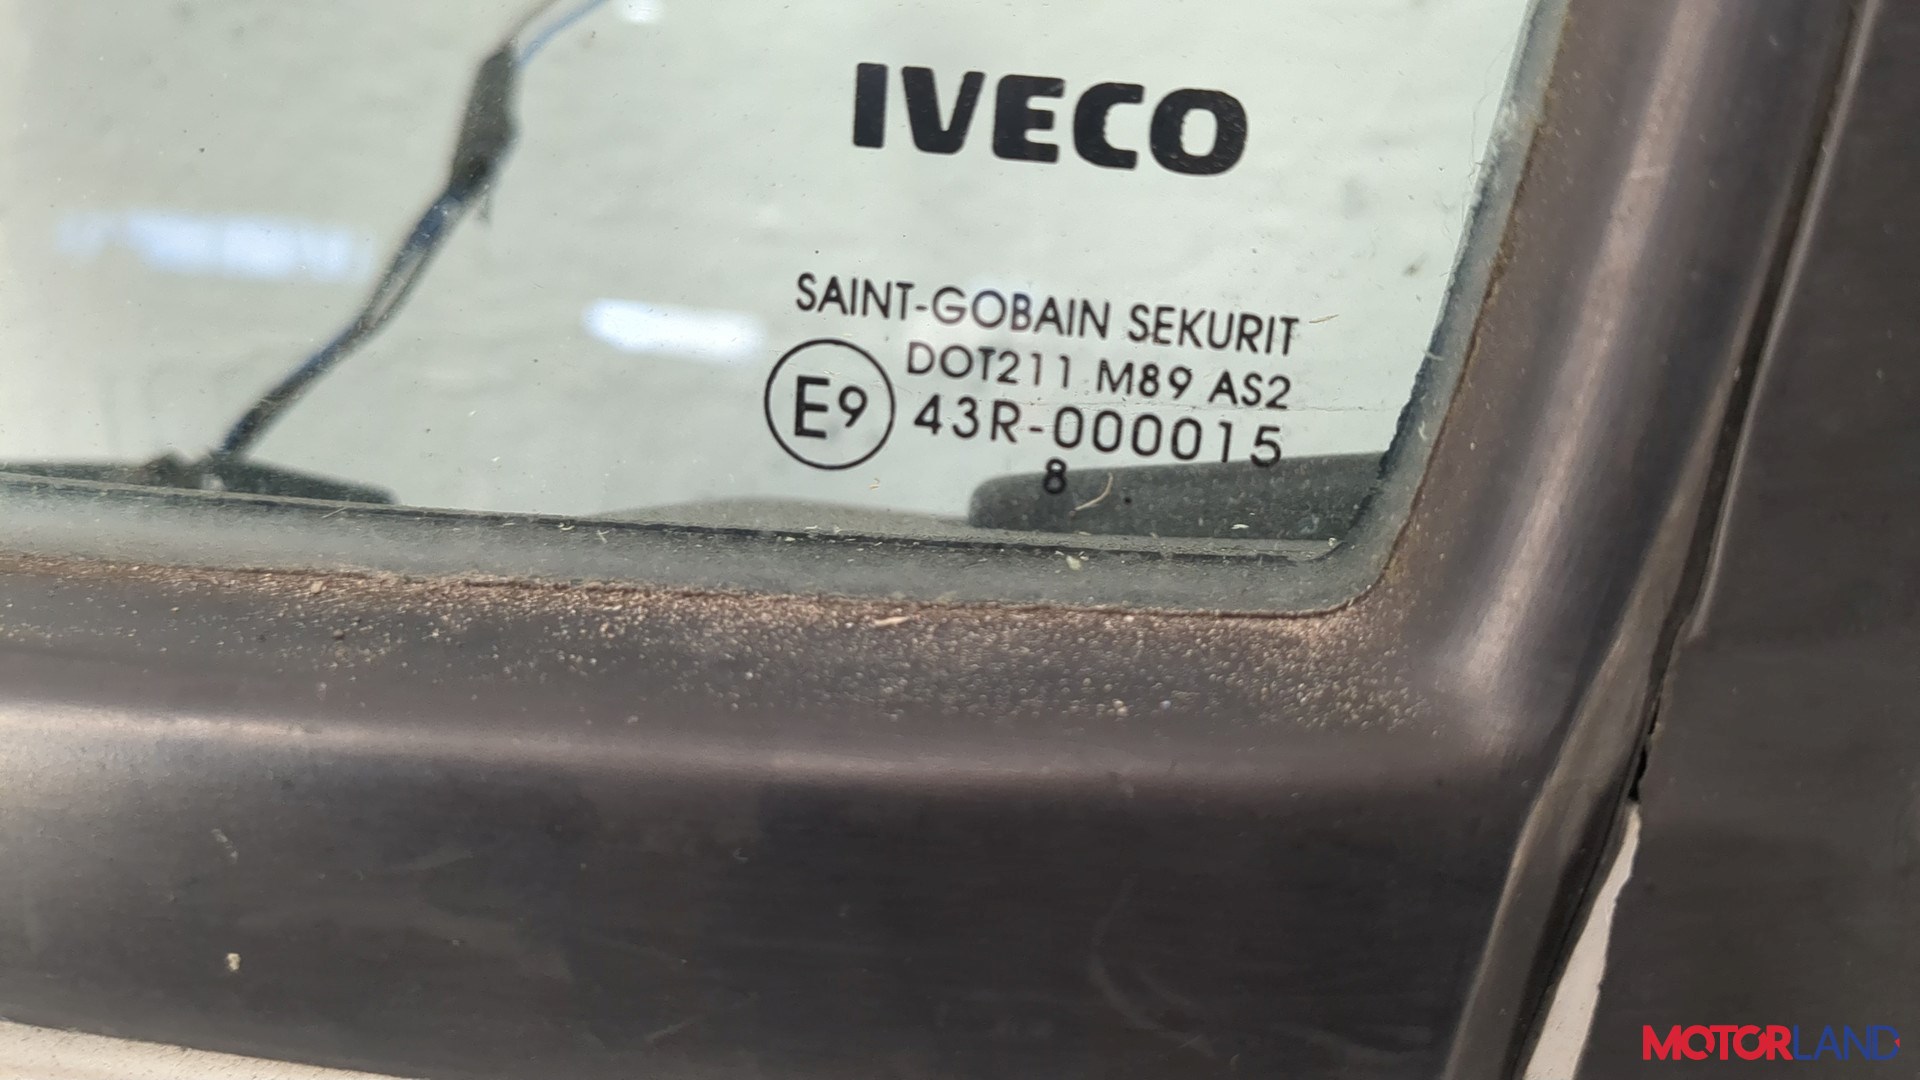 IVECO
SAINT-GOBAIN SEKURIT
DOT211 M89 AS2
E9 43R-000015
8
MOTORLAND